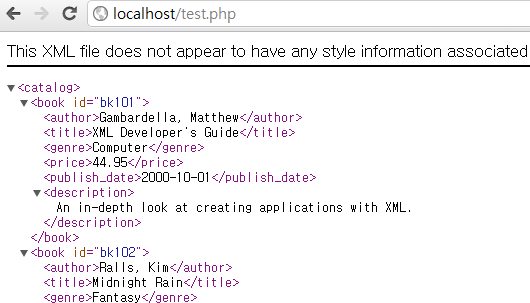 localhost/test.php
This XML file does not appear to have any style information associated
▼<catalog>
▼<book id="bk101">
<author>Gambardella, Matthew</author>
<title>XML Developer's Guide</title>
<genre>Computer</genre>
<price>44.95</price>
<publish_date>2000-10-01</publish_date>
▼<description>
An in-depth look at creating applications with XML.
</description>
</book>
▼<book id="bk102">
<author>Ralls, Kim</author>
<title>Midnight Rain</title>
<genre>Fantasy</genre>